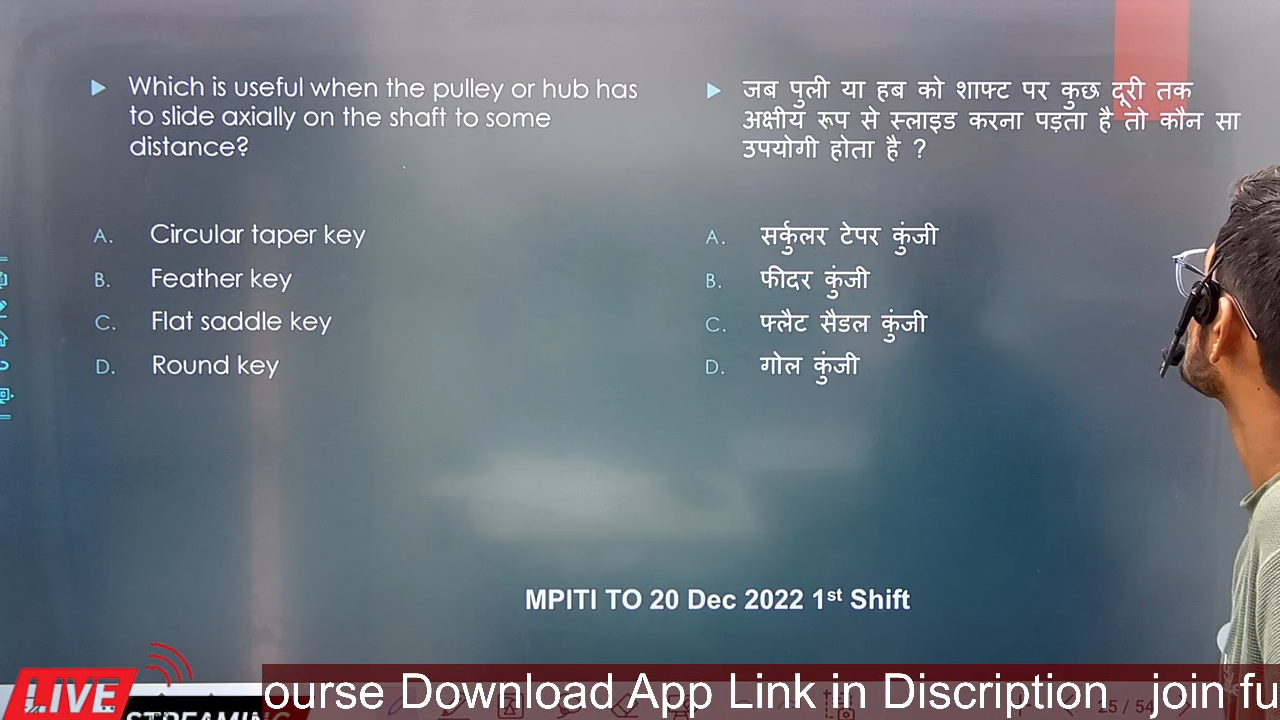 Which is useful when the pulley or hub has
to slide axially on the shaft to some
distance?
A. Circular taper key
B. Feather key
C. Flat saddle key
D. Round key
जब पुली या हब को शाफ्ट पर कुछ दूरी तक
अक्षीय रूप से स्लाइड करना पड़ता है तो कौन सा
उपयोगी होता है ?
A. सर्कुलर टेपर कुंजी
B. फीदर कुंजी
C. फ्लैट सैडल कुंजी
D. गोल कुंजी
MPITI TO 20 Dec 2022 1st Shift
LIVE
STREAMING
ourse Download App Link in Discription join fu
25 / 54